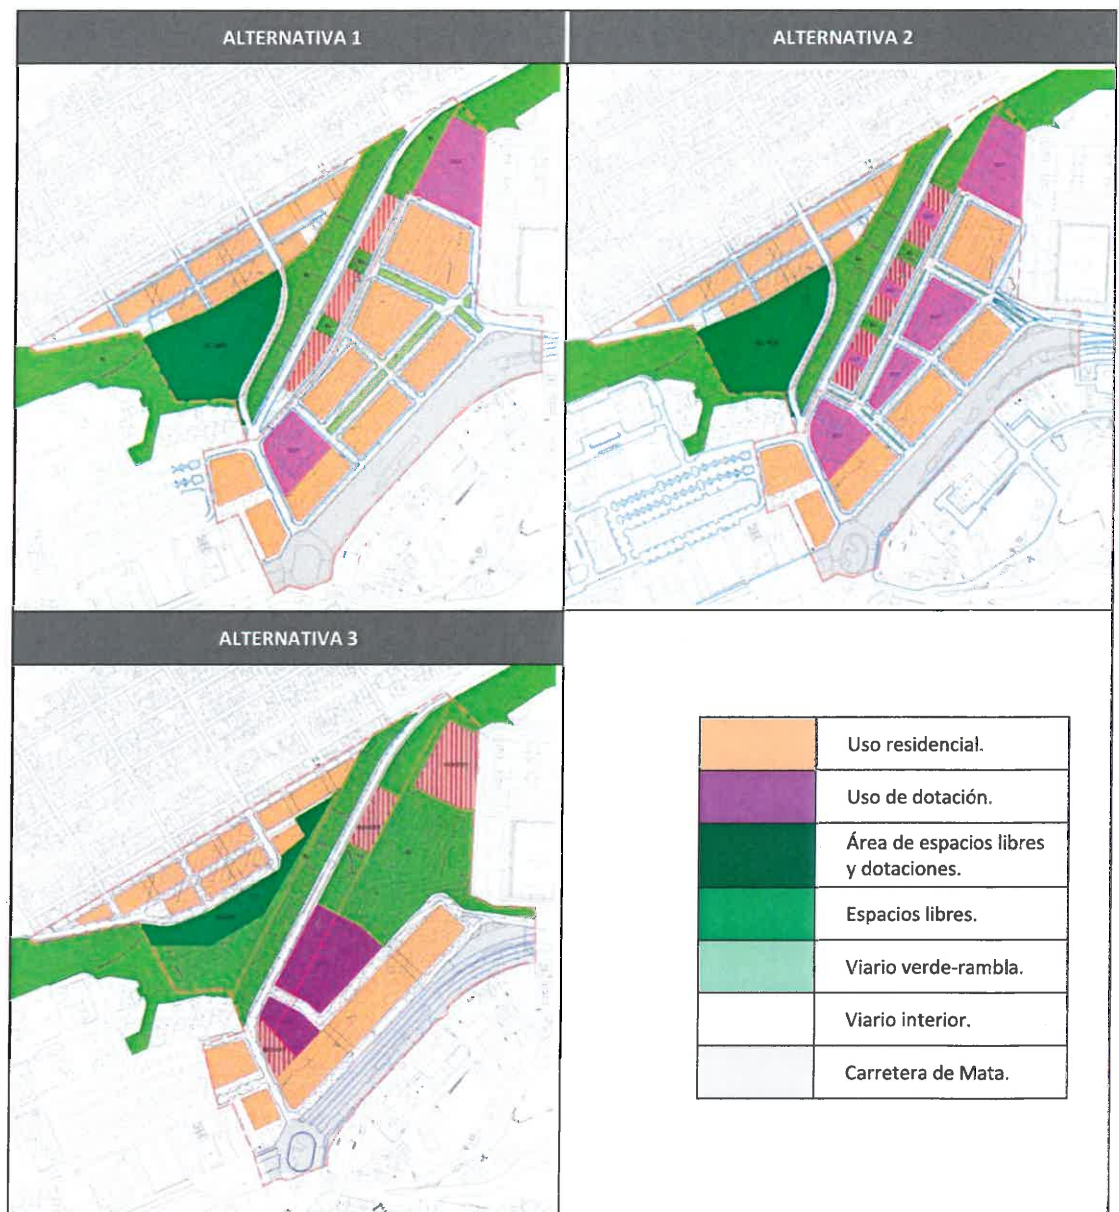 ALTERNATIVA 1
ALTERNATIVA 2
ALTERNATIVA 3
Uso residencial.
Uso de dotación.
Área de espacios libres
y dotaciones.
Espacios libres.
Viario verde-rambla.
Viario interior.
Carretera de Mata.